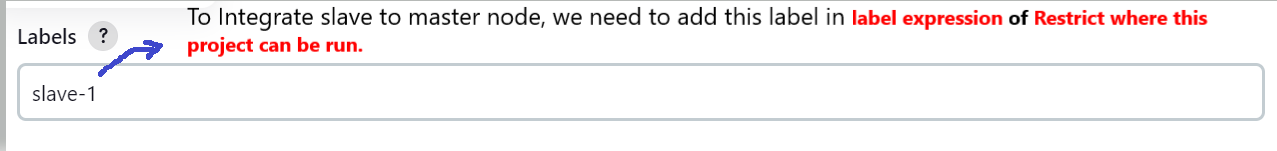 To Integrate slave to master node, we need to add this label in label expression of Restrict where this
project can be run.
Labels ?
slave-1